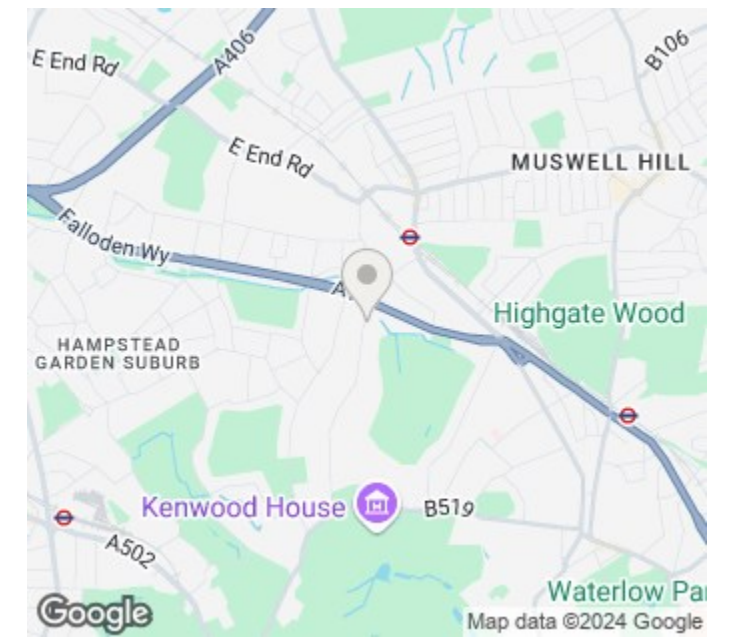 E End Rd
A406
B106
E End Rd
MUSWELL HILL
Falloden Wy
Highgate Wood
HAMPSTEAD
GARDEN SUBURB
Kenwood House
B519
A502
Waterlow Par
Google
Map data ©2024 Google